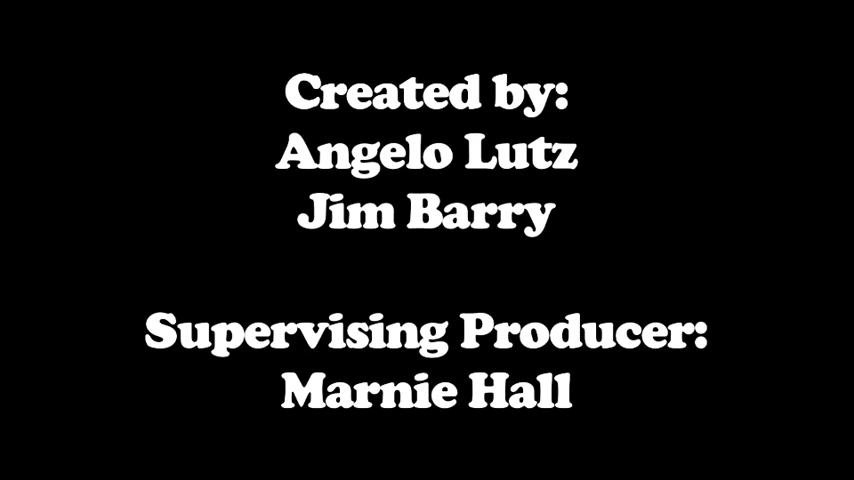 Created by:
Angelo Lutz
Jim Barry
Supervising Producer:
Marnie Hall